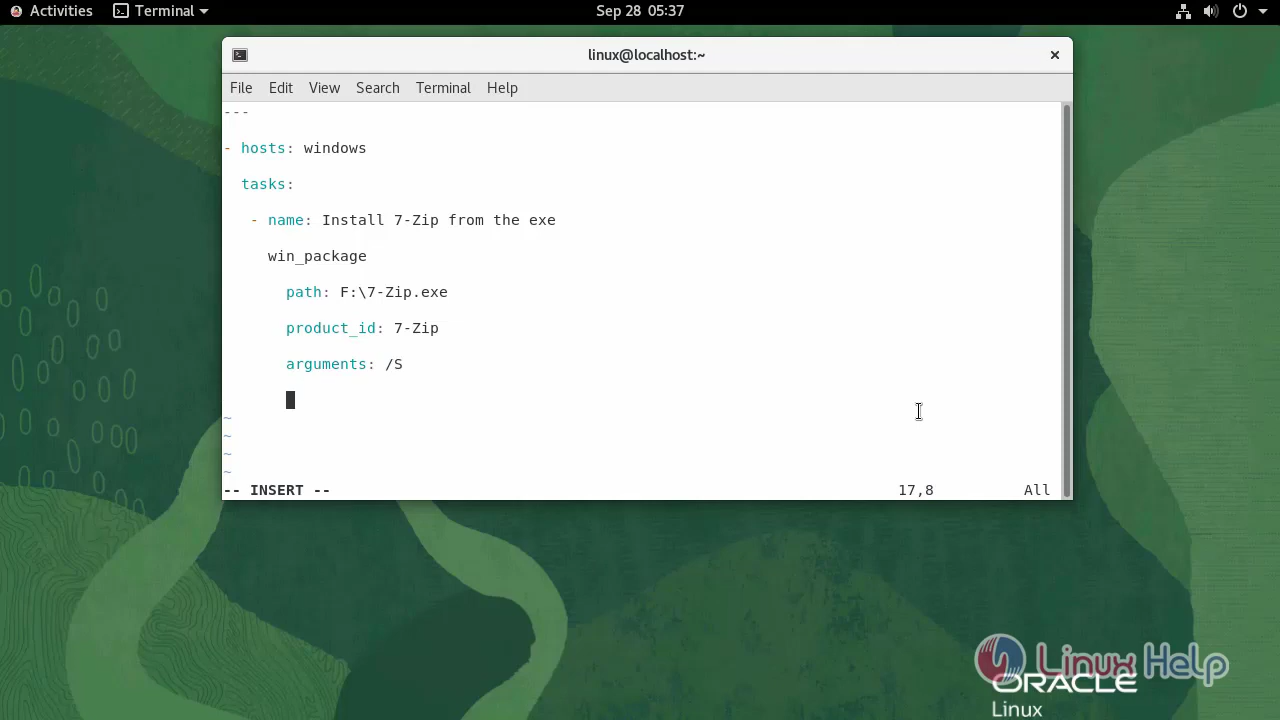 Activities Terminal Sep 28 05:37
linux@localhost:~ ×
File Edit View Search Terminal Help
---
- hosts: windows
tasks:
- name: Install 7-Zip from the exe
win_package
path: F:\7-Zip.exe
product_id: 7-Zip
arguments: /S
~
~
~
~
-- INSERT -- 17,8 All
Linux Help
ORACLE
Linux